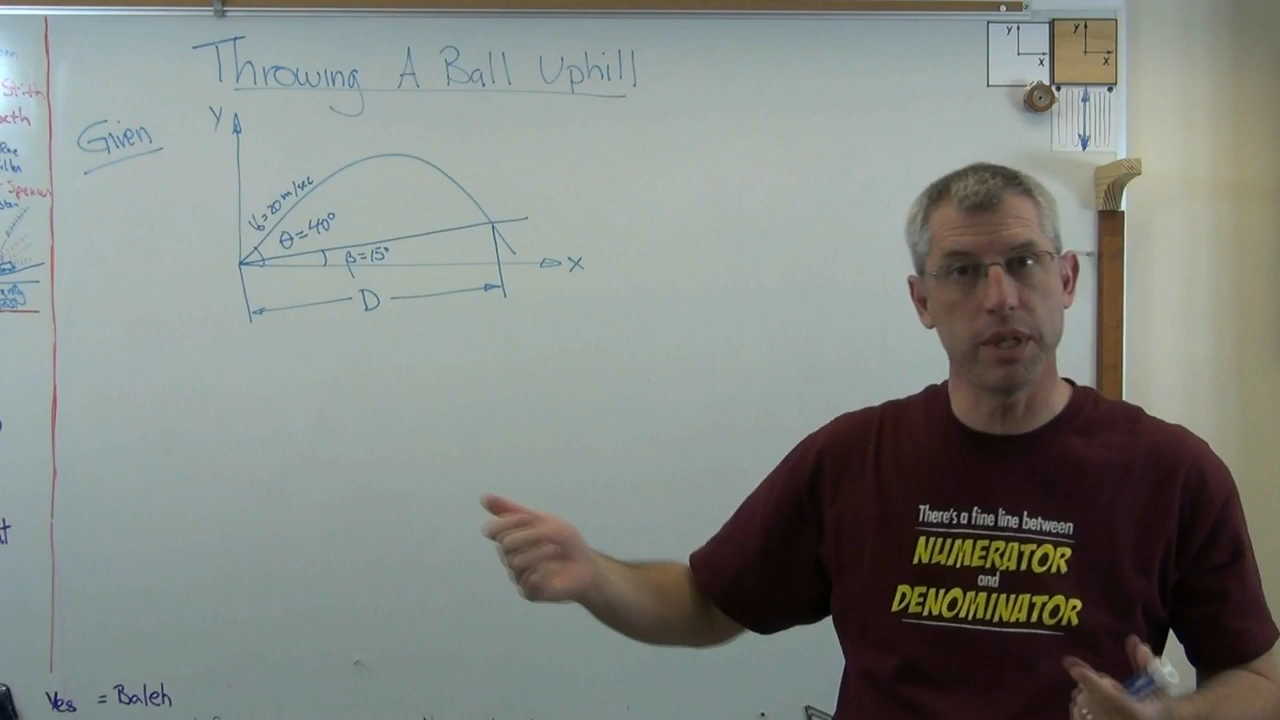 Throwing A Ball Uphill
Given
Y
V₀=20 m/sec
θ=40°
β=15°
X
D
Y
X
Y
X
There's a fine line between
NUMERATOR
and
DENOMINATOR
Yes = Baleh